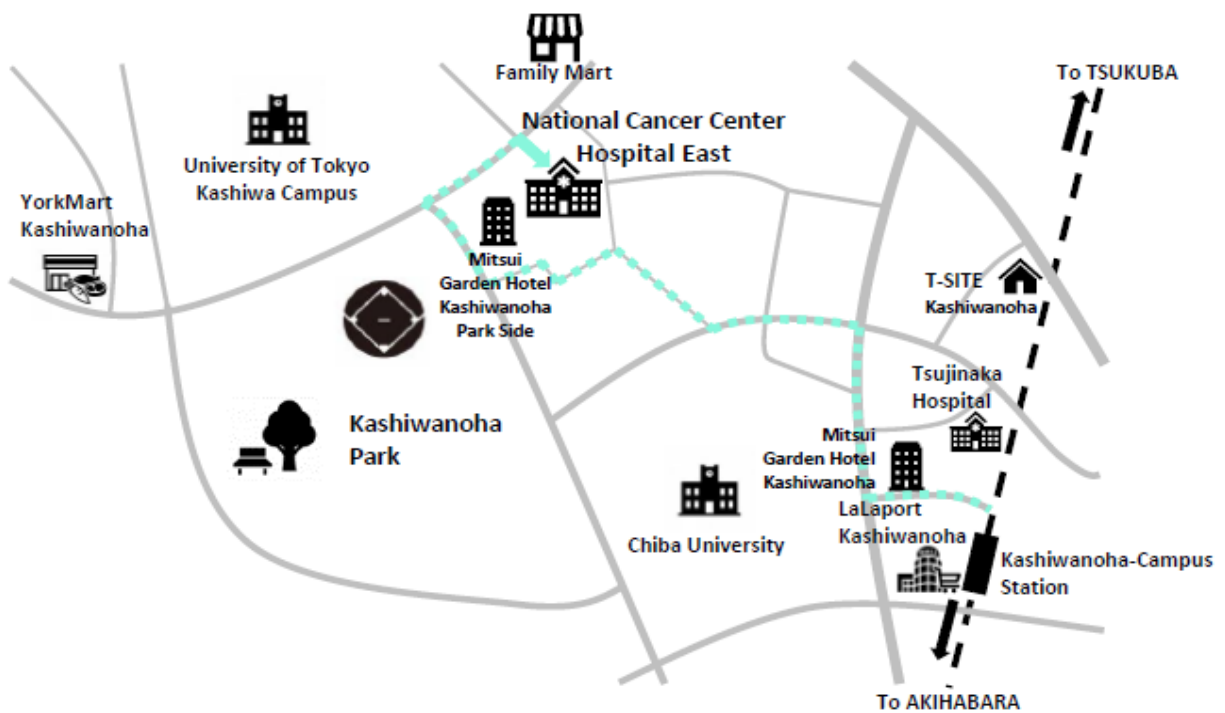 Family Mart
To TSUKUBA
National Cancer Center
Hospital East
University of Tokyo
Kashiwa Campus
YorkMart
Kashiwanoha
Mitsui
Garden Hotel
Kashiwanoha
Park Side
T-SITE
Kashiwanoha
Tsujinaka
Hospital
Kashiwanoha
Park
Mitsui
Garden Hotel
Kashiwanoha
LaLaport
Kashiwanoha
Chiba University
Kashiwanoha-Campus
Station
To AKIHABARA